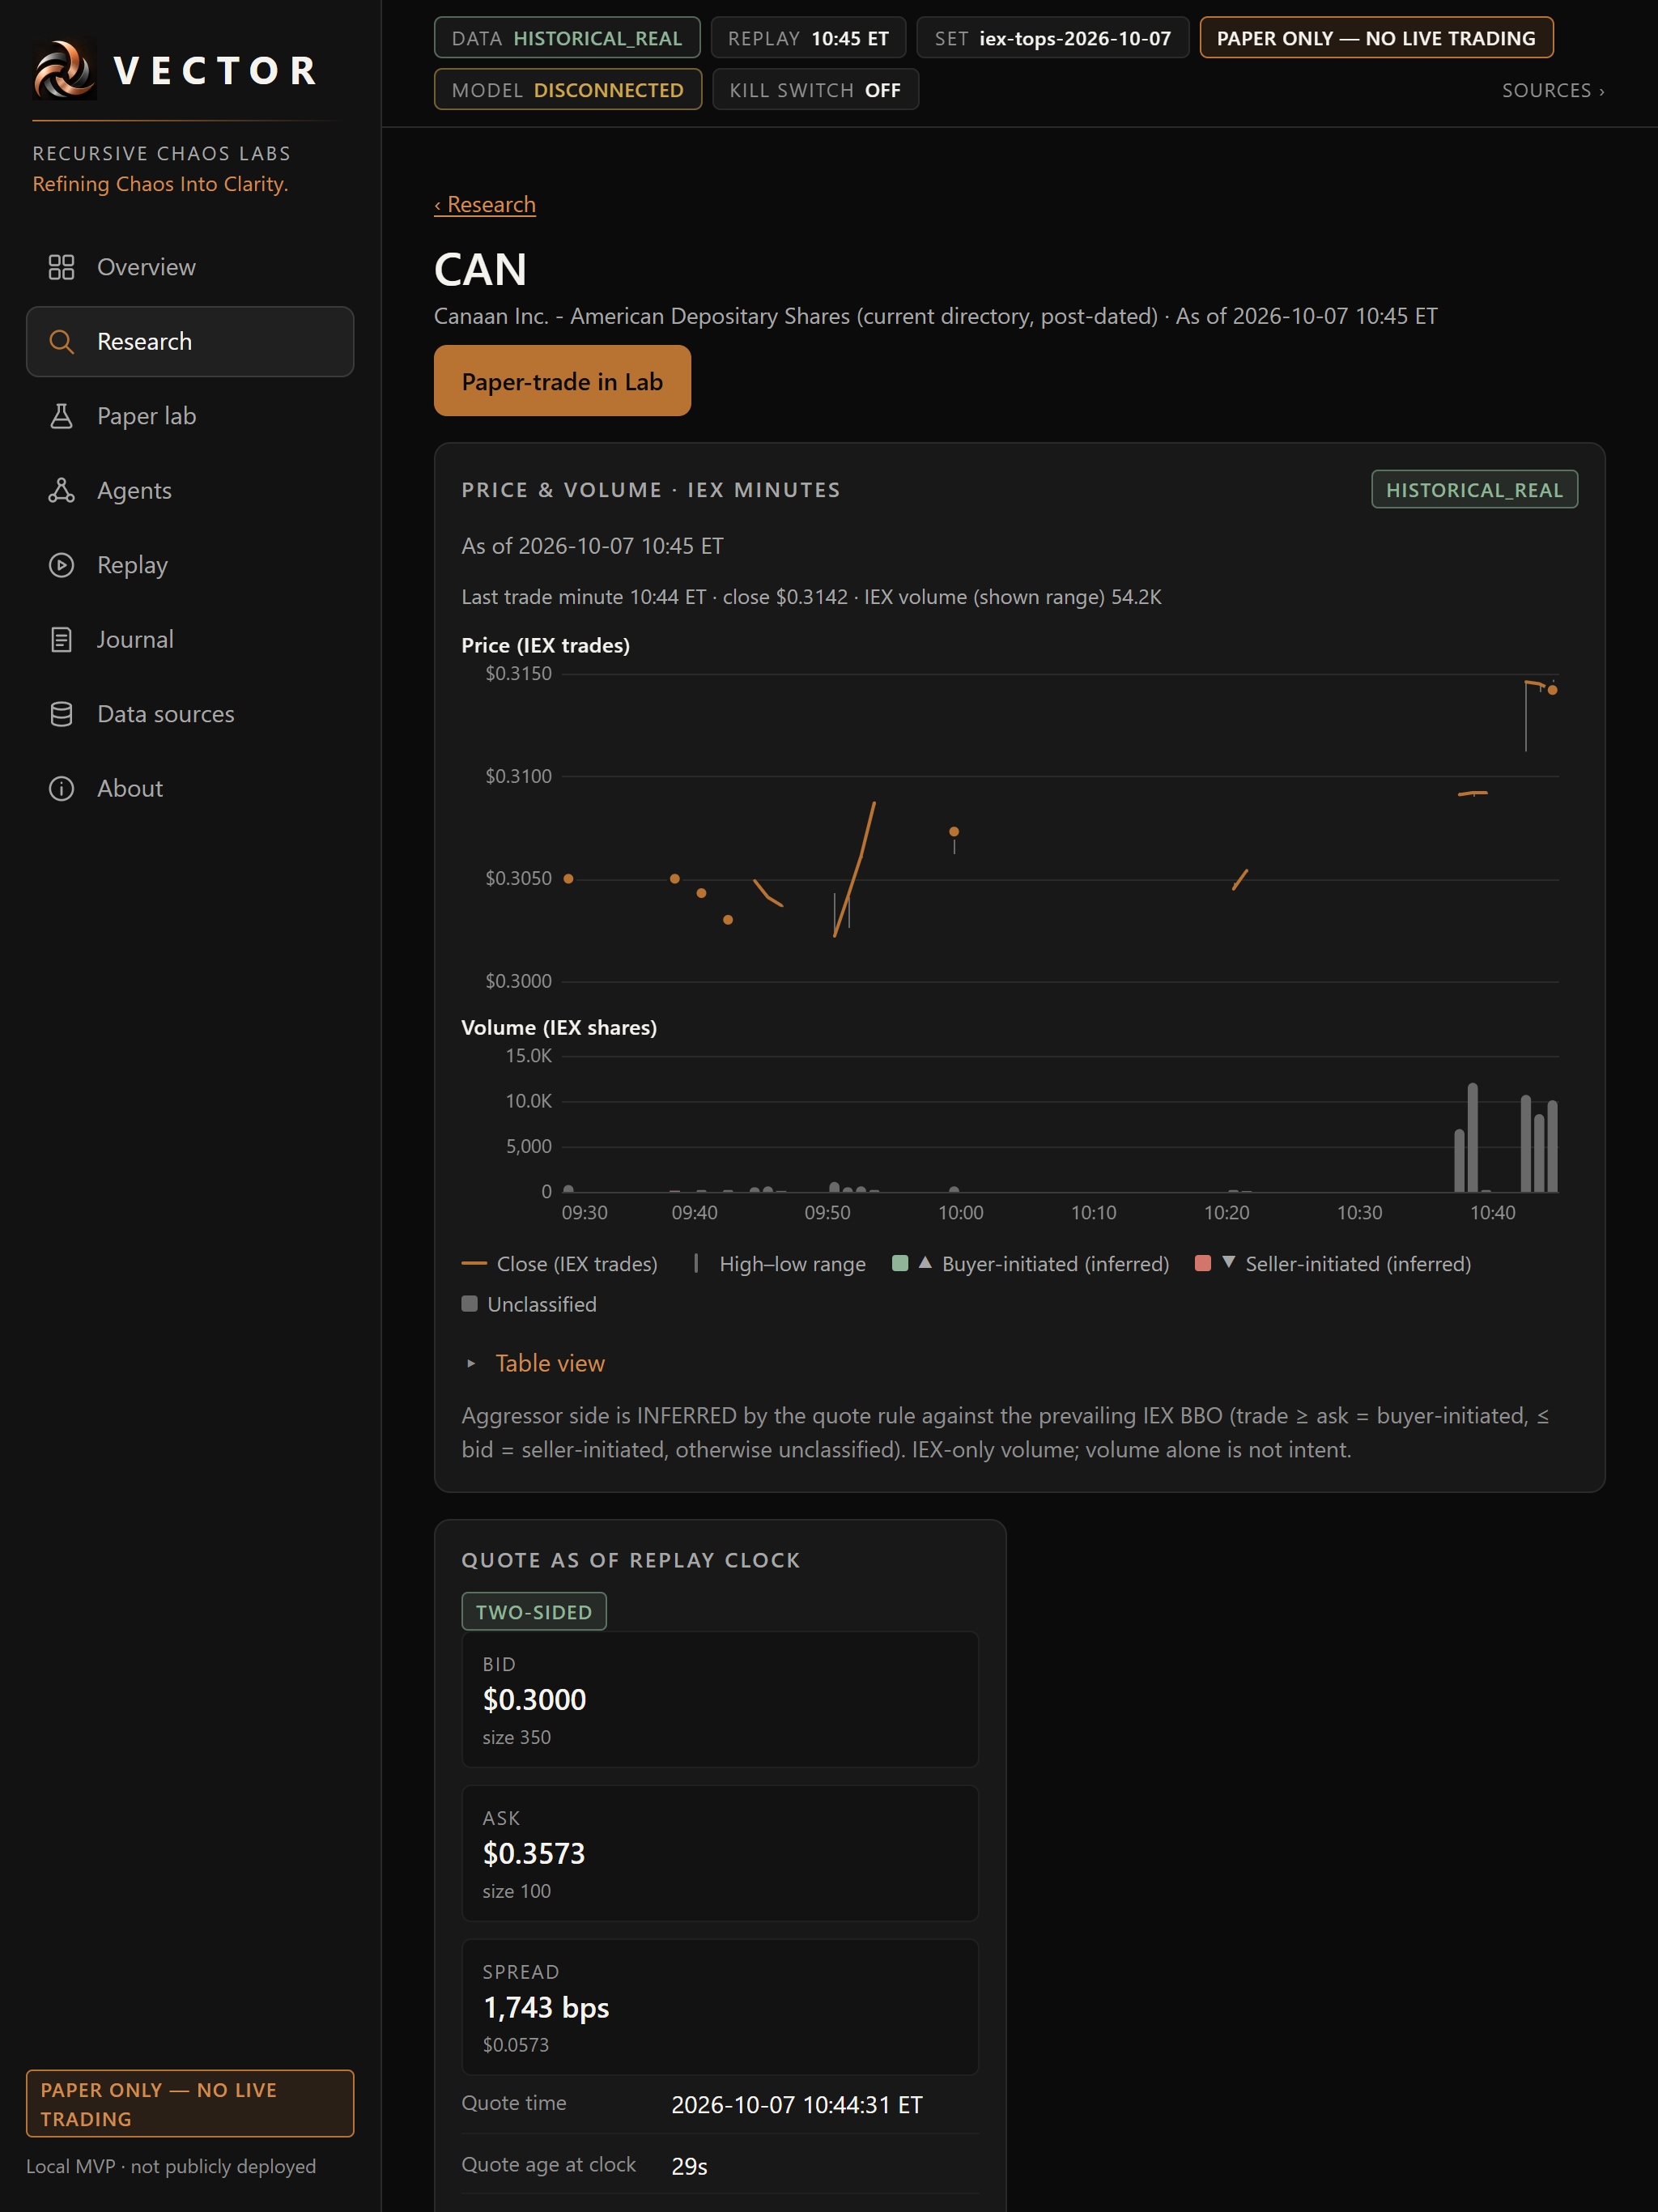 VECTOR
RECURSIVE CHAOS LABS
Refining Chaos Into Clarity.
Overview
Research
Paper lab
Agents
Replay
Journal
Data sources
About
PAPER ONLY — NO LIVE
TRADING
Local MVP · not publicly deployed
DATA HISTORICAL_REAL
REPLAY 10:45 ET
SET iex-tops-2026-10-07
PAPER ONLY — NO LIVE TRADING
MODEL DISCONNECTED
KILL SWITCH OFF
SOURCES ›
‹ Research
CAN
Canaan Inc. - American Depositary Shares (current directory, post-dated) · As of 2026-10-07 10:45 ET
Paper-trade in Lab
PRICE & VOLUME · IEX MINUTES
HISTORICAL_REAL
As of 2026-10-07 10:45 ET
Last trade minute 10:44 ET · close $0.3142 · IEX volume (shown range) 54.2K
Price (IEX trades)
$0.3150
$0.3100
$0.3050
$0.3000
Volume (IEX shares)
15.0K
10.0K
5,000
0
09:30 09:40 09:50 10:00 10:10 10:20 10:30 10:40
Close (IEX trades) High–low range ▲ Buyer-initiated (inferred) ▼ Seller-initiated (inferred)
Unclassified
▸ Table view
Aggressor side is INFERRED by the quote rule against the prevailing IEX BBO (trade ≥ ask = buyer-initiated, ≤
bid = seller-initiated, otherwise unclassified). IEX-only volume; volume alone is not intent.
QUOTE AS OF REPLAY CLOCK
TWO-SIDED
BID
$0.3000
size 350
ASK
$0.3573
size 100
SPREAD
1,743 bps
$0.0573
Quote time 2026-10-07 10:44:31 ET
Quote age at clock 29s